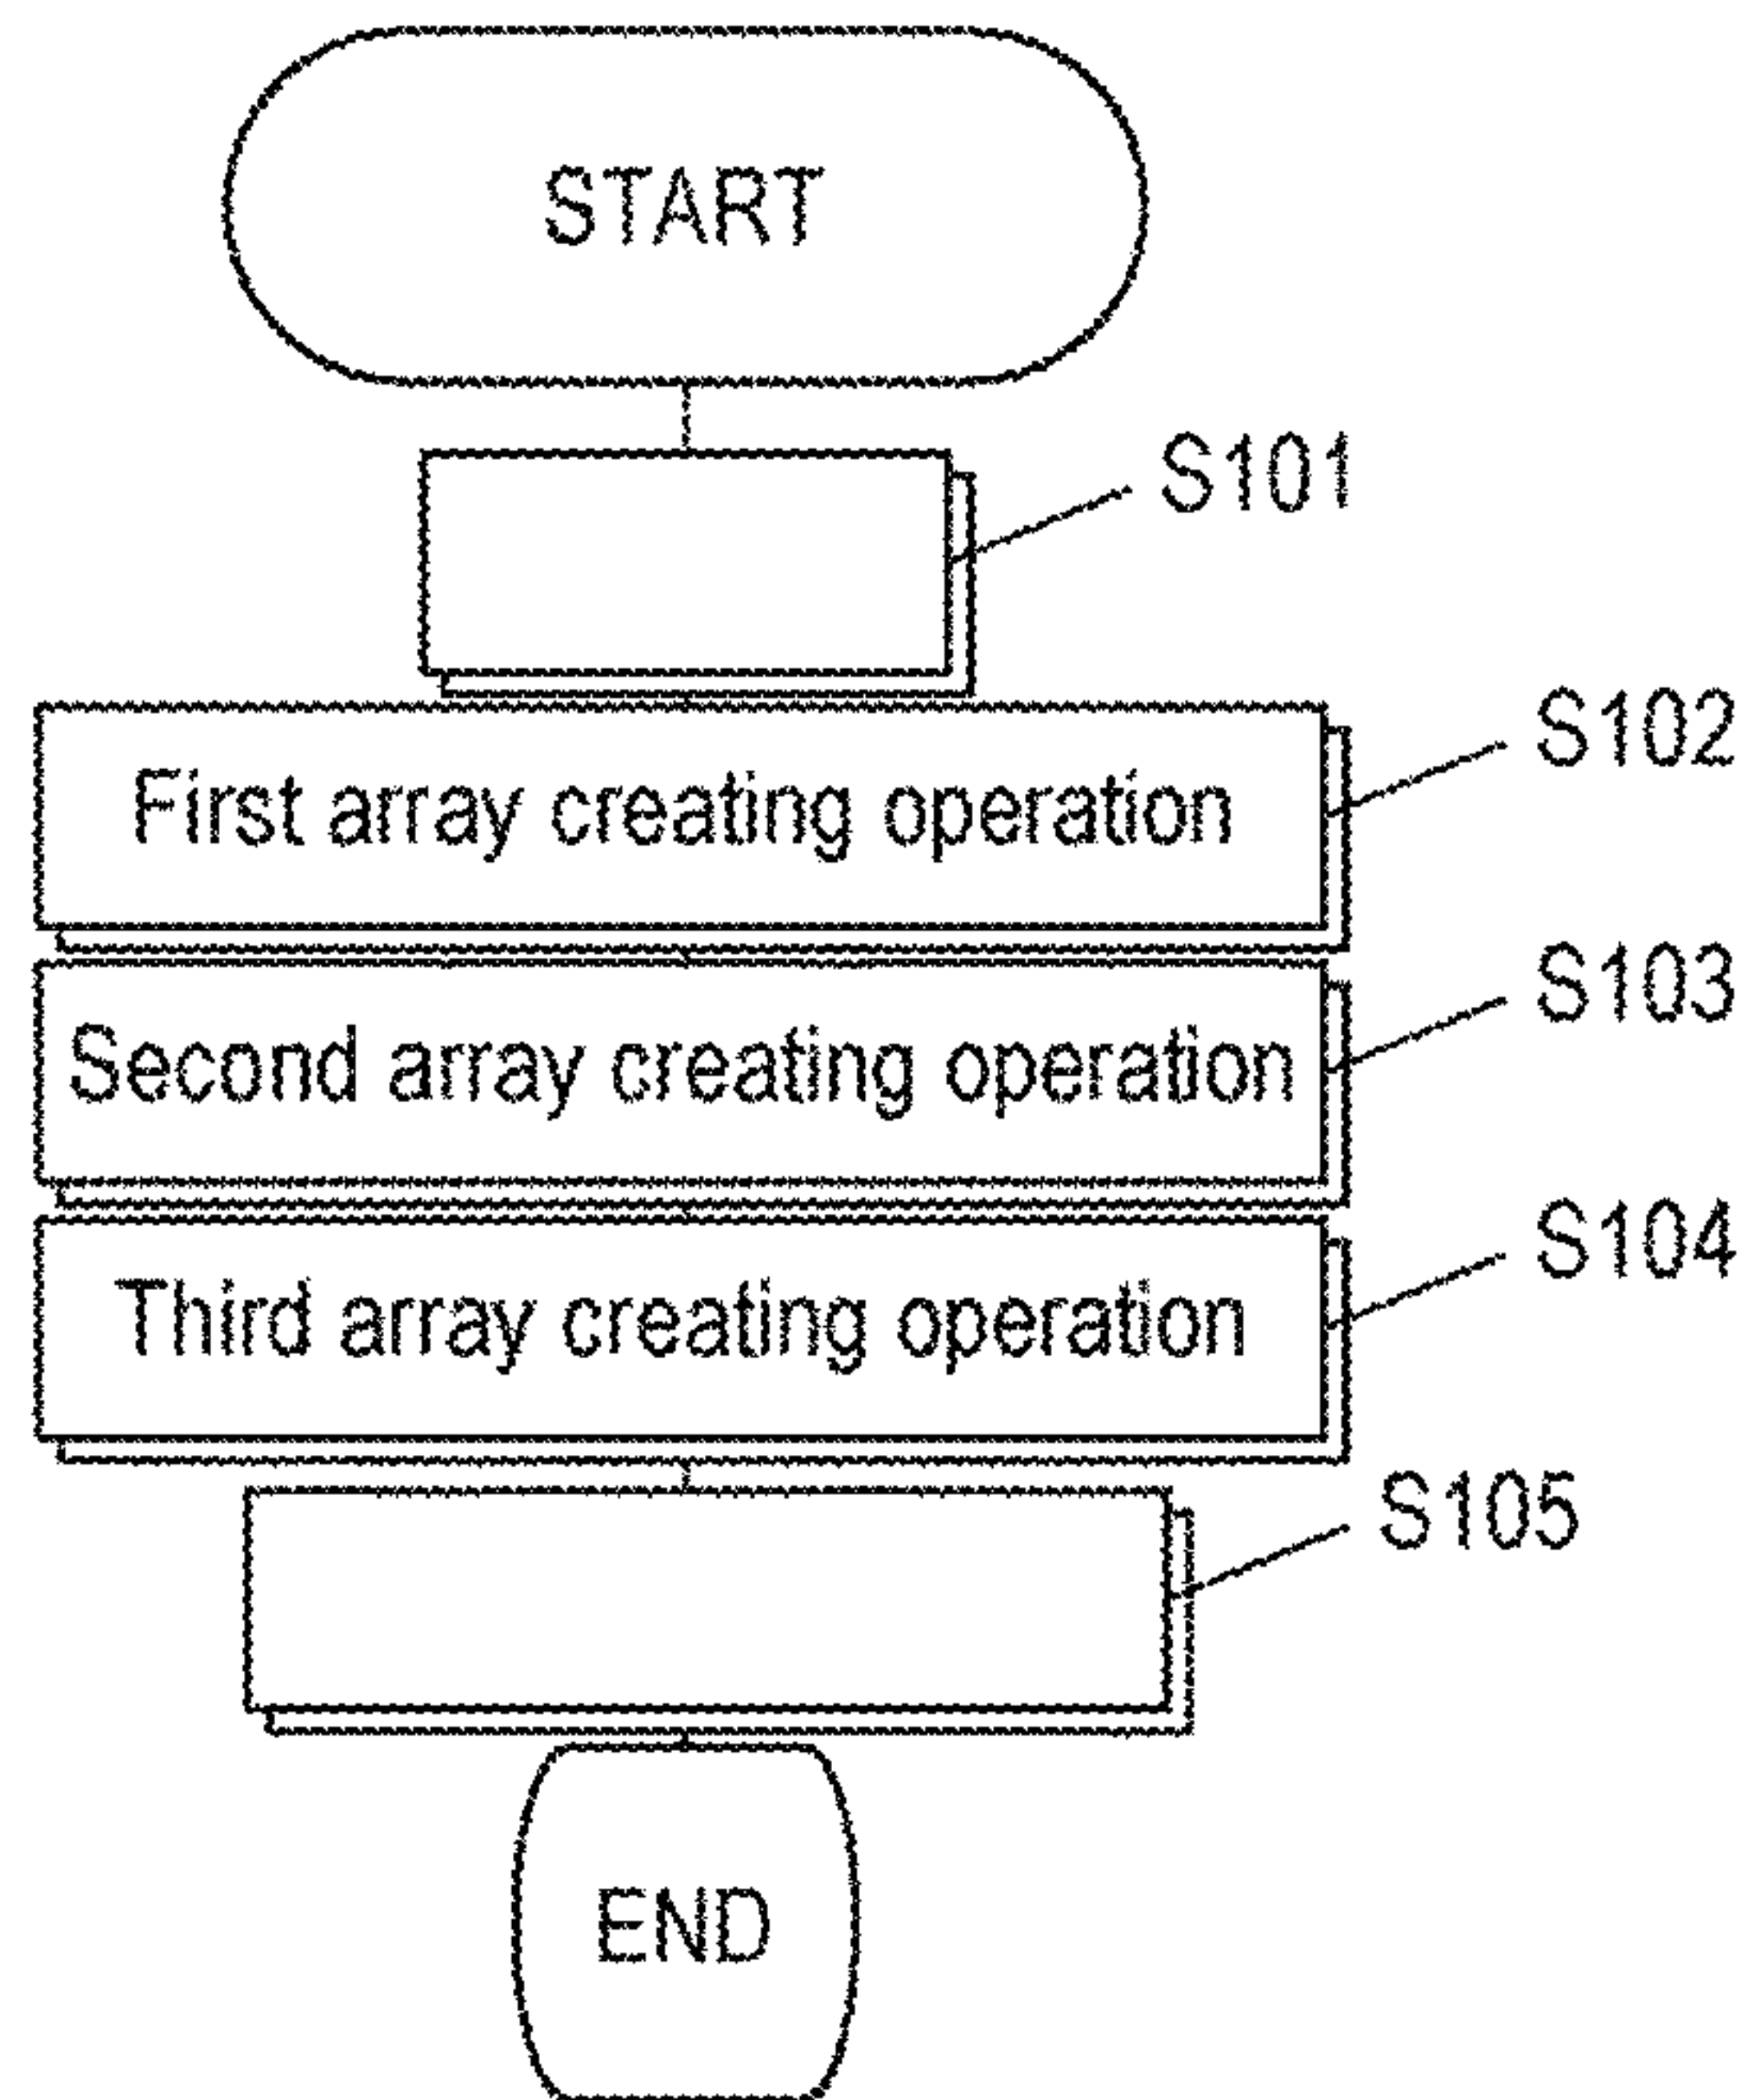 START
S101
First array creating operation
S102
Second array creating operation
S103
Third array creating operation
S104
S105
END